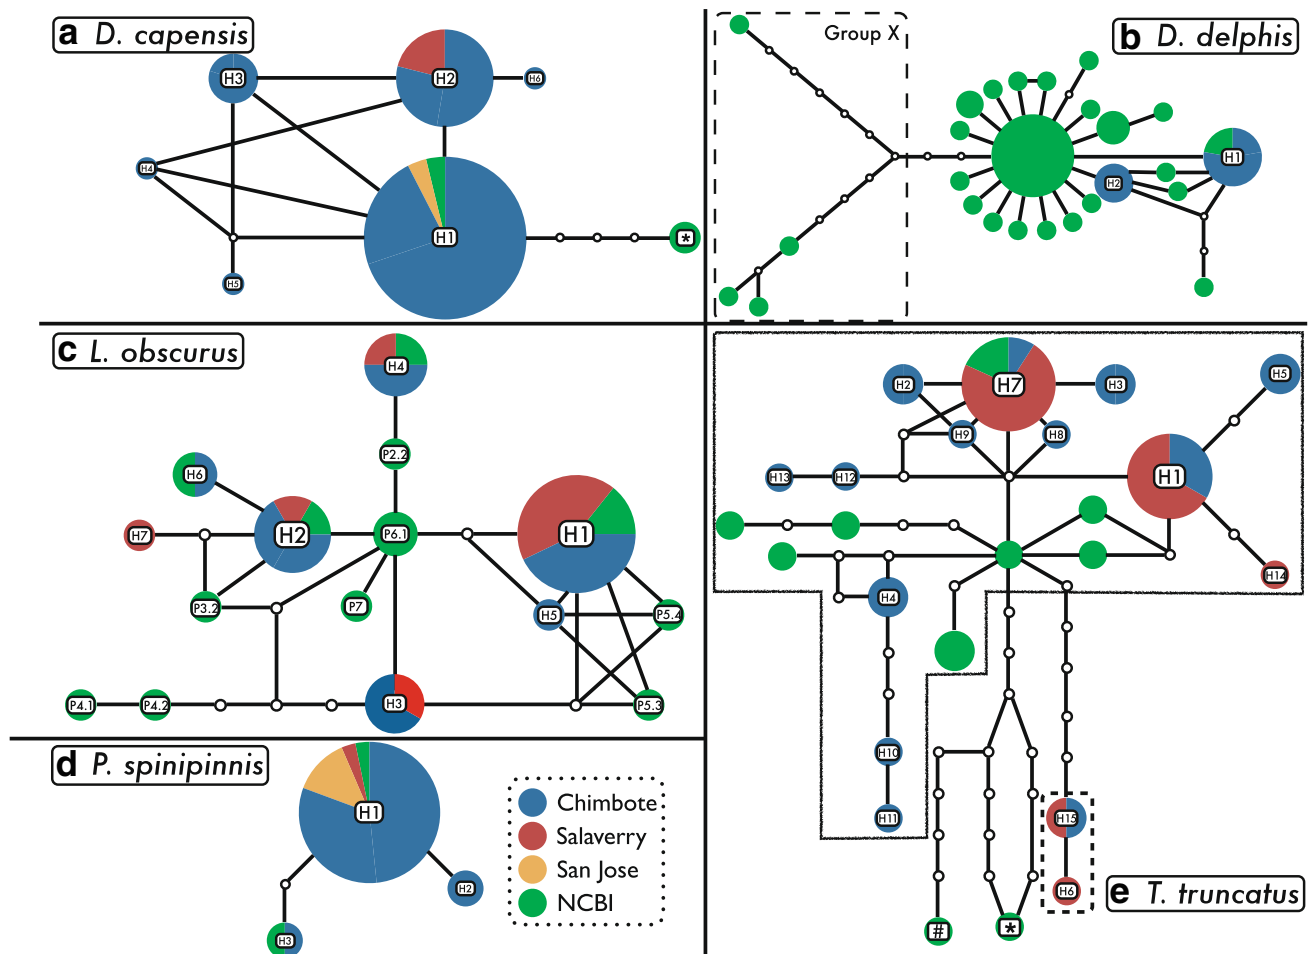 a D. capensis
H3
H2
H6
H4
H1
*
H5
Group X
b D. delphis
H1
H2
c L. obscurus
H4
P2.2
H6
H7
H2
P6.1
H1
P3.2
P7
H5
P5.4
P4.1
P4.2
H3
P5.3
d P. spinipinnis
H1
H2
H3
Chimbote
Salaverry
San Jose
NCBI
H2
H7
H3
H5
H9
H8
H13
H12
H1
H14
H4
H10
H11
H15
H6
#
*
e T. truncatus